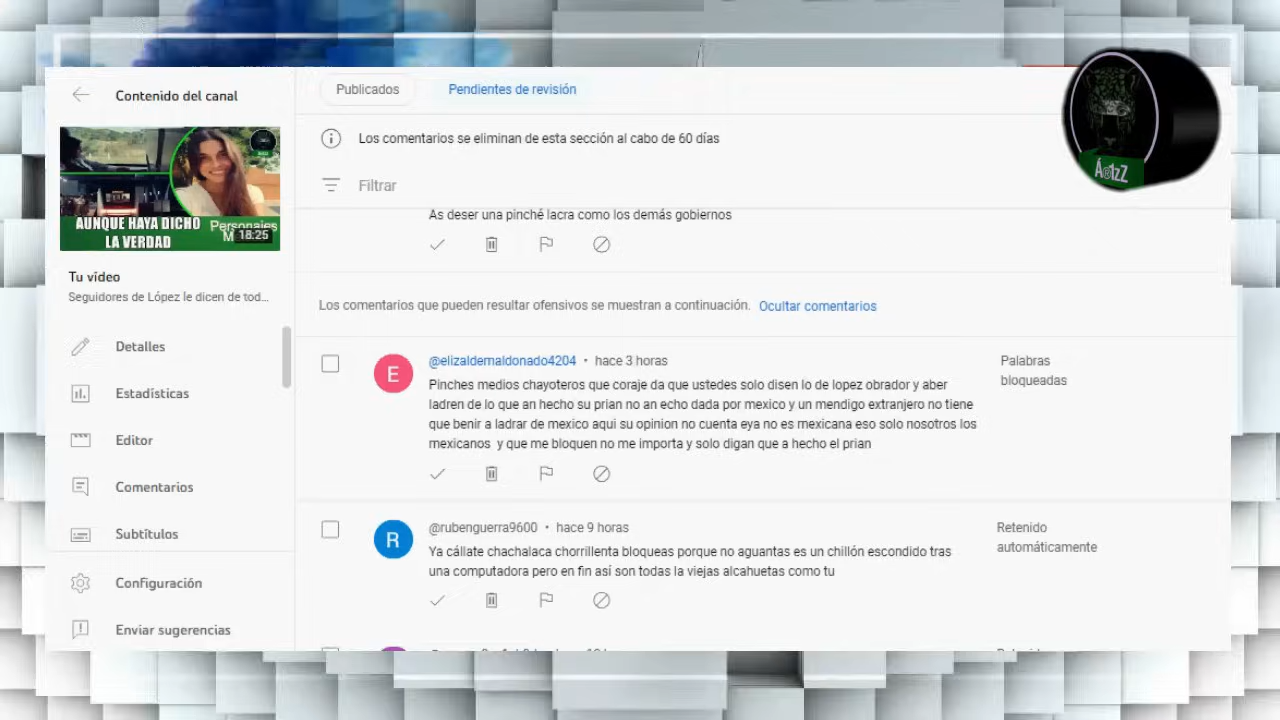 Contenido del canal
AUNQUE HAYA DICHO
LA VERDAD
Personajes
M
18:25
Tu vídeo
Seguidores de López le dicen de tod...
Detalles
Estadísticas
Editor
Comentarios
Subtítulos
Configuración
Enviar sugerencias
Publicados
Pendientes de revisión
Los comentarios se eliminan de esta sección al cabo de 60 días
Filtrar
As deser una pinché lacra como los demás gobiernos
Los comentarios que pueden resultar ofensivos se muestran a continuación. Ocultar comentarios
E
@elizaldemaldonado4204 • hace 3 horas
Pinches medios chayoteros que coraje da que ustedes solo disen lo de lopez obrador y aber
ladren de lo que an hecho su prian no an echo dada por mexico y un mendigo extranjero no tiene
que benir a ladrar de mexico aqui su opinion no cuenta eya no es mexicana eso solo nosotros los
mexicanos y que me bloquen no me importa y solo digan que a hecho el prian
Palabras
bloqueadas
R
@rubenguerra9600 • hace 9 horas
Ya cállate chachalaca chorrillenta bloqueas porque no aguantas es un chillón escondido tras
una computadora pero en fin así son todas la viejas alcahuetas como tu
Retenido
automáticamente
Á®1zZ